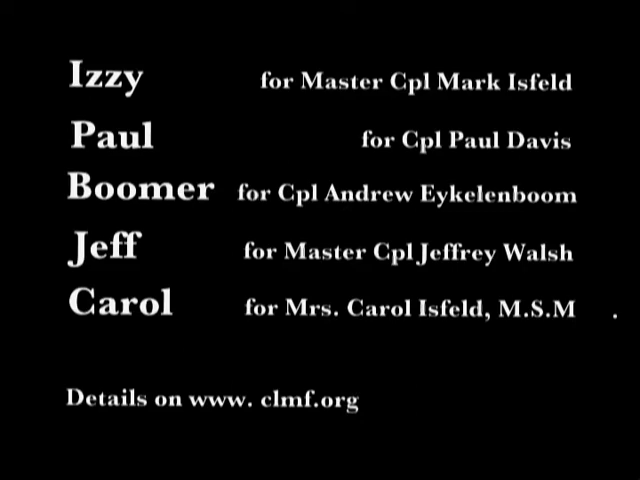 Izzy for Master Cpl Mark Isfeld
Paul for Cpl Paul Davis
Boomer for Cpl Andrew Eykelenboom
Jeff for Master Cpl Jeffrey Walsh
Carol for Mrs. Carol Isfeld, M.S.M .
Details on www. clmf.org